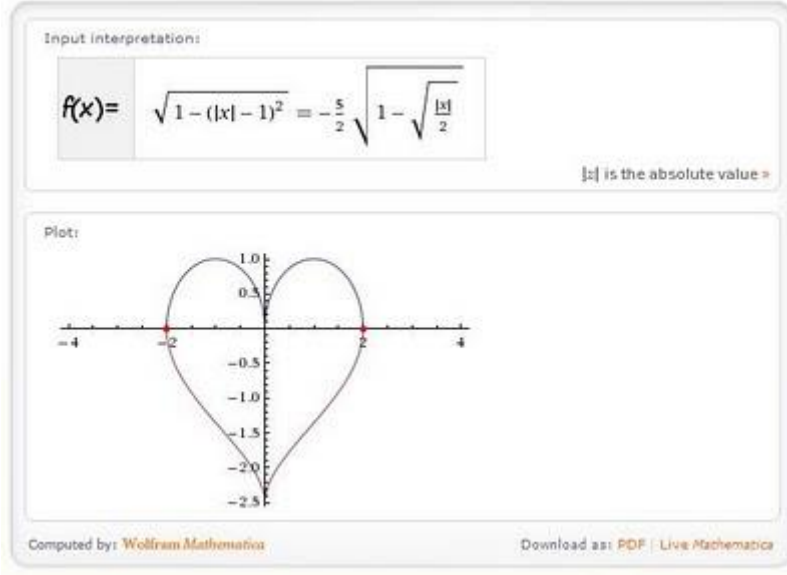 Input interpretation:
f(x)= √(1 − (|x| − 1)²) = −5/2 √(1 − √(|x|/2))
|x| is the absolute value »
Plot:
1.0
0.5
−4 −2 2 4
−0.5
−1.0
−1.5
−2.0
−2.5
Computed by: Wolfram Mathematica Download as: PDF | Live Mathematica